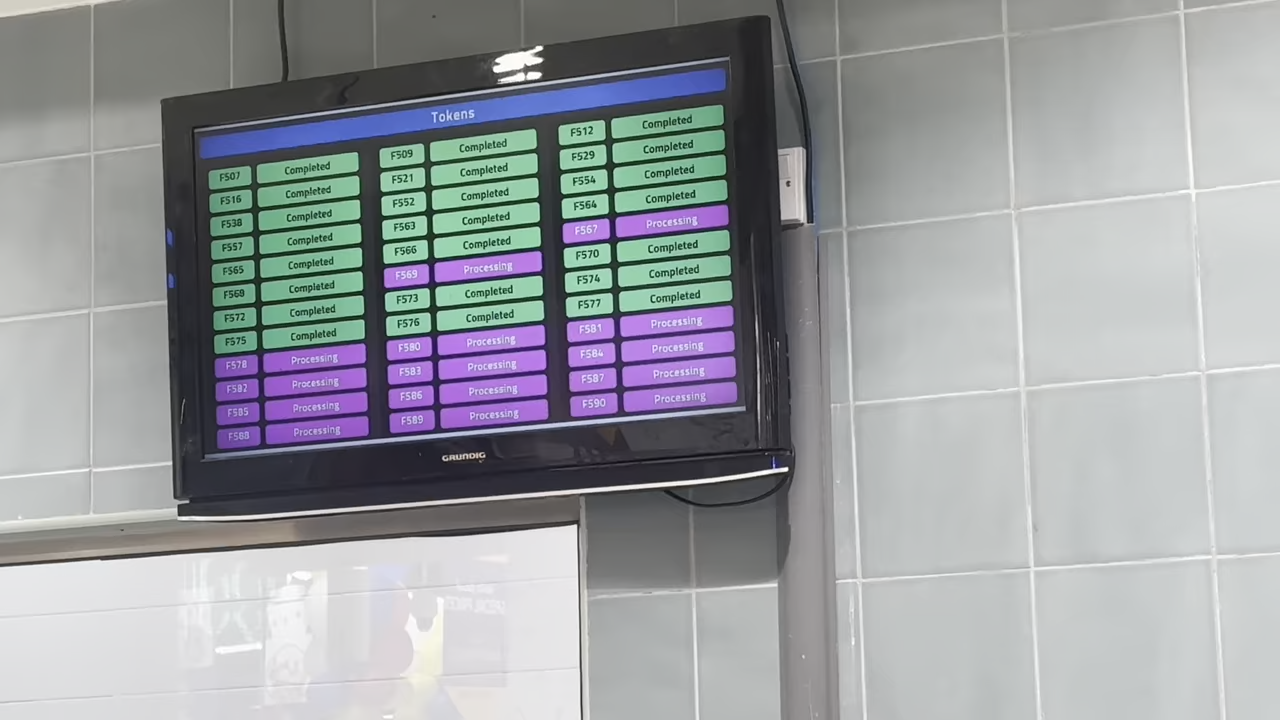 Tokens
F507 Completed F509 Completed F512 Completed
F516 Completed F521 Completed F529 Completed
F538 Completed F552 Completed F554 Completed
F557 Completed F563 Completed F564 Completed
F565 Completed F566 Completed F567 Processing
F568 Completed F569 Processing F570 Completed
F572 Completed F573 Completed F574 Completed
F575 Completed F576 Completed F577 Completed
F578 Processing F580 Processing F581 Processing
F582 Processing F583 Processing F584 Processing
F585 Processing F586 Processing F587 Processing
F588 Processing F589 Processing F590 Processing
GRUNDIG